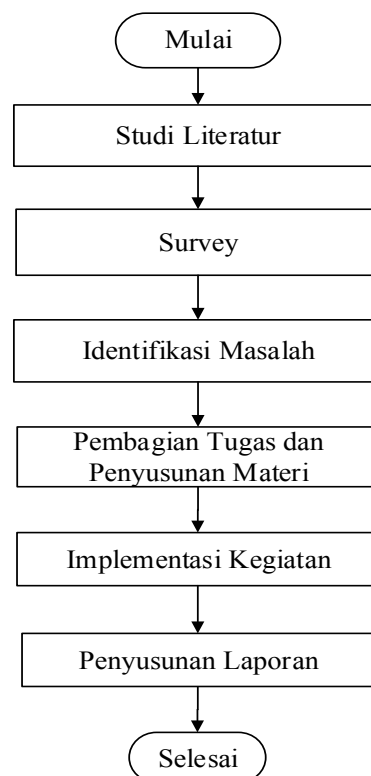 Mulai
Studi Literatur
Survey
Identifikasi Masalah
Pembagian Tugas dan
Penyusunan Materi
Implementasi Kegiatan
Penyusunan Laporan
Selesai